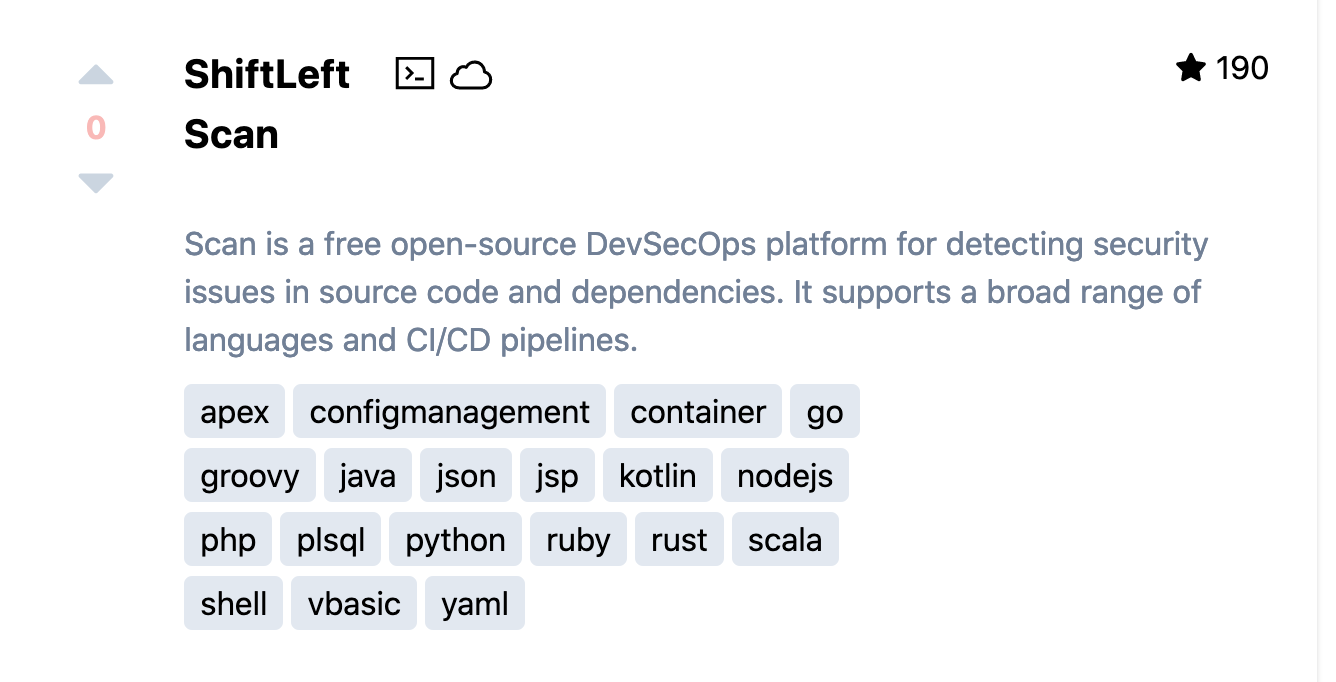 ShiftLeft
Scan
190
0
Scan is a free open-source DevSecOps platform for detecting security
issues in source code and dependencies. It supports a broad range of
languages and CI/CD pipelines.
apex configmanagement container go
groovy java json jsp kotlin nodejs
php plsql python ruby rust scala
shell vbasic yaml